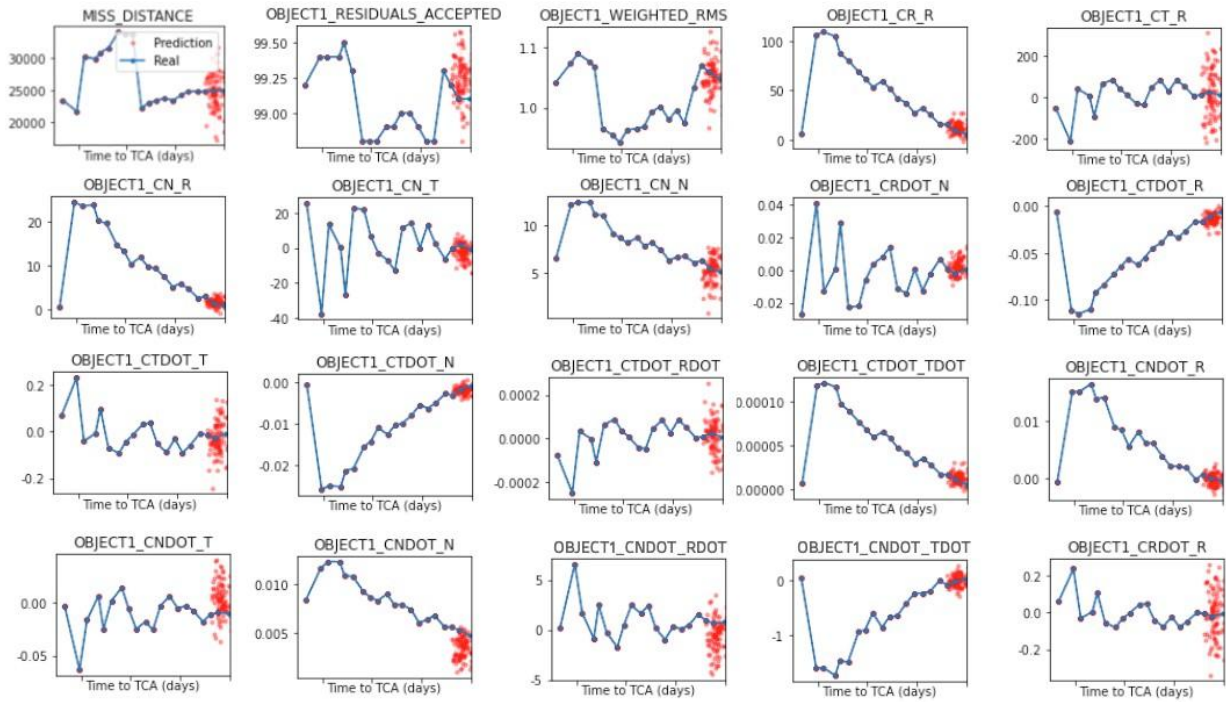 MISS_DISTANCE
30000
25000
20000
Prediction
Real
Time to TCA (days)
OBJECT1_RESIDUALS_ACCEPTED
99.50
99.25
99.00
Time to TCA (days)
OBJECT1_WEIGHTED_RMS
1.1
1.0
Time to TCA (days)
OBJECT1_CR_R
100
50
0
Time to TCA (days)
OBJECT1_CT_R
200
0
-200
Time to TCA (days)
OBJECT1_CN_R
20
10
0
Time to TCA (days)
OBJECT1_CN_T
20
0
-20
-40
Time to TCA (days)
OBJECT1_CN_N
10
5
Time to TCA (days)
OBJECT1_CRDOT_N
0.04
0.02
0.00
-0.02
Time to TCA (days)
OBJECT1_CTDOT_R
0.00
-0.05
-0.10
Time to TCA (days)
OBJECT1_CTDOT_T
0.2
0.0
-0.2
Time to TCA (days)
OBJECT1_CTDOT_N
0.00
-0.01
-0.02
Time to TCA (days)
OBJECT1_CTDOT_RDOT
0.0002
0.0000
-0.0002
Time to TCA (days)
OBJECT1_CTDOT_TDOT
0.00010
0.00005
0.00000
Time to TCA (days)
OBJECT1_CNDOT_R
0.01
0.00
Time to TCA (days)
OBJECT1_CNDOT_T
0.00
-0.05
Time to TCA (days)
OBJECT1_CNDOT_N
0.010
0.005
Time to TCA (days)
OBJECT1_CNDOT_RDOT
5
0
-5
Time to TCA (days)
OBJECT1_CNDOT_TDOT
0
-1
Time to TCA (days)
OBJECT1_CRDOT_R
0.2
0.0
-0.2
Time to TCA (days)